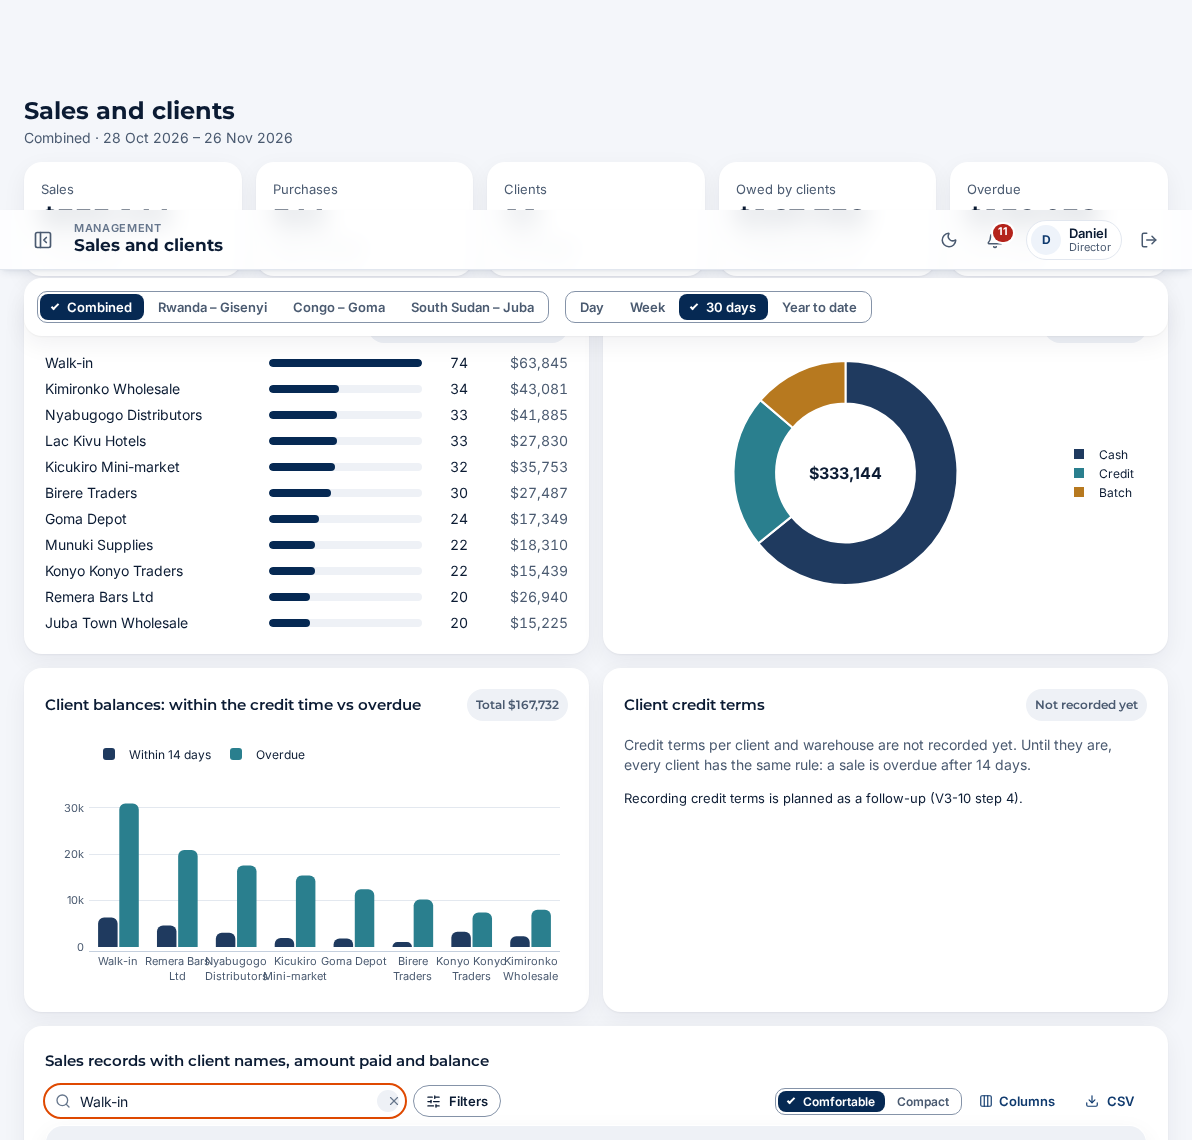 Sales and clients
Combined · 28 Oct 2026 – 26 Nov 2026
Sales
Purchases
Clients
Owed by clients
Overdue
MANAGEMENT
Sales and clients
11
D
Daniel
Director
Combined
Rwanda – Gisenyi
Congo – Goma
South Sudan – Juba
Day
Week
30 days
Year to date
Walk-in 74 $63,845
Kimironko Wholesale 34 $43,081
Nyabugogo Distributors 33 $41,885
Lac Kivu Hotels 33 $27,830
Kicukiro Mini-market 32 $35,753
Birere Traders 30 $27,487
Goma Depot 24 $17,349
Munuki Supplies 22 $18,310
Konyo Konyo Traders 22 $15,439
Remera Bars Ltd 20 $26,940
Juba Town Wholesale 20 $15,225
$333,144
Cash
Credit
Batch
Client balances: within the credit time vs overdue
Total $167,732
Within 14 days
Overdue
30k
20k
10k
0
Walk-in
Remera Bars
Ltd
Nyabugogo
Distributors
Kicukiro
Mini-market
Goma Depot
Birere
Traders
Konyo Konyo
Traders
Kimironko
Wholesale
Client credit terms
Not recorded yet
Credit terms per client and warehouse are not recorded yet. Until they are,
every client has the same rule: a sale is overdue after 14 days.
Recording credit terms is planned as a follow-up (V3-10 step 4).
Sales records with client names, amount paid and balance
Walk-in
Filters
Comfortable
Compact
Columns
CSV